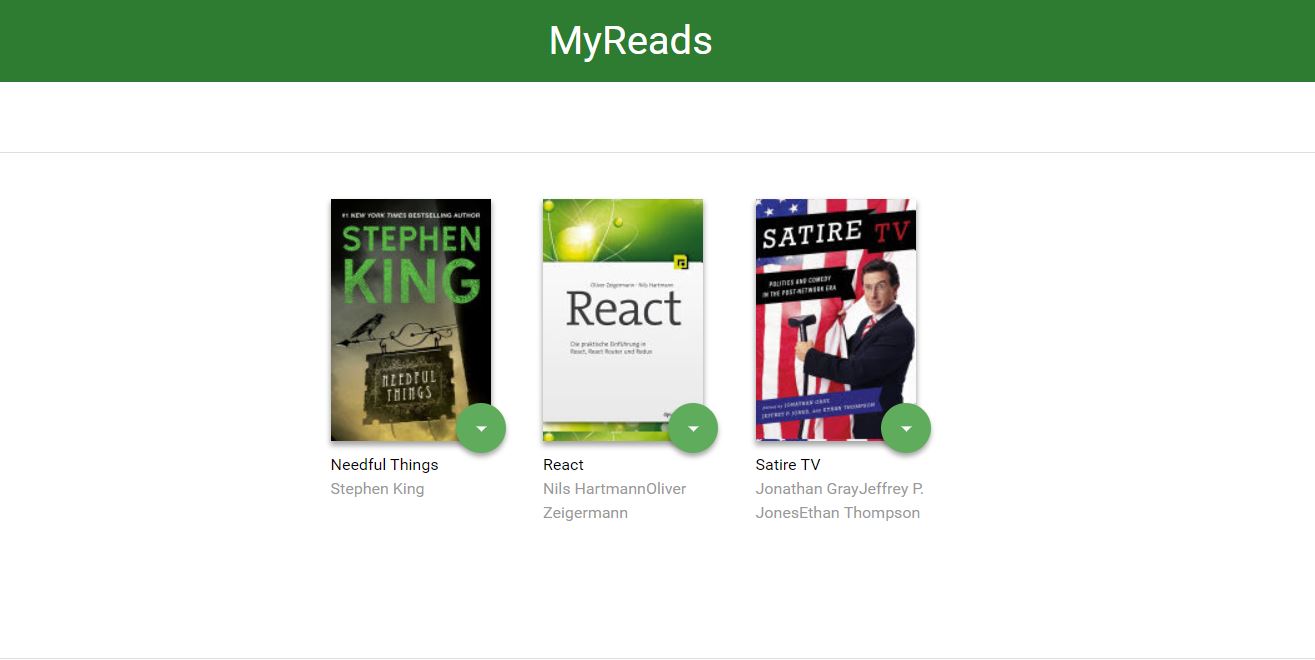 MyReads
#1 NEW YORK TIMES BESTSELLING AUTHOR
STEPHEN
KING
NEEDFUL
THINGS
Needful Things
Stephen King
Oliver Zeigermann · Nils Hartmann
React
Die praktische Einführung in
React, React Router und Redux
React
Nils HartmannOliver
Zeigermann
SATIRE TV
POLITICS AND COMEDY
IN THE POST-NETWORK ERA
edited by JONATHAN GRAY,
JEFFREY P. JONES, AND ETHAN THOMPSON
Satire TV
Jonathan GrayJeffrey P.
JonesEthan Thompson